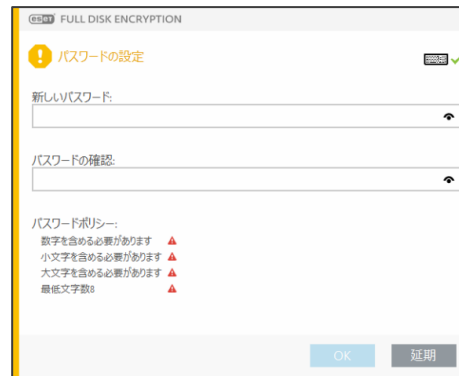 eset FULL DISK ENCRYPTION
パスワードの設定
新しいパスワード:
パスワードの確認:
パスワードポリシー:
数字を含める必要があります
小文字を含める必要があります
大文字を含める必要があります
最低文字数8
OK 延期